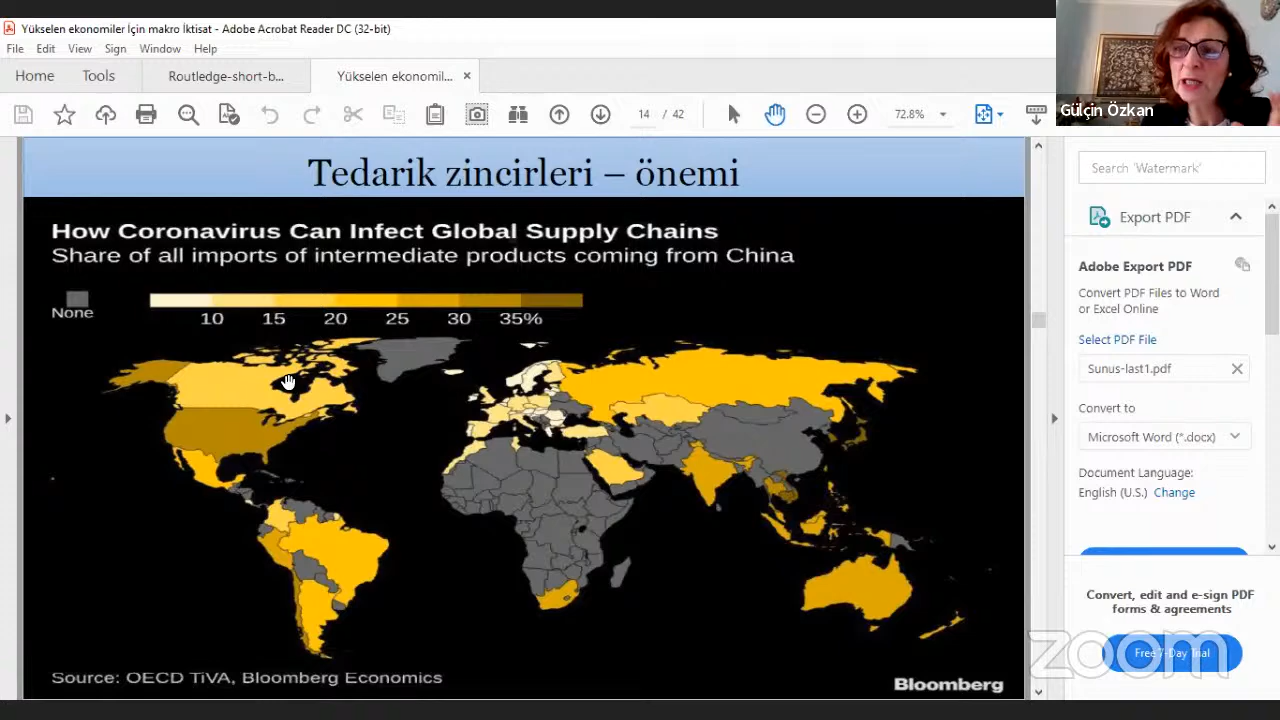 Yükselen ekonomiler İçin makro İktisat - Adobe Acrobat Reader DC (32-bit)
File Edit View Sign Window Help
Home Tools Routledge-short-b... Yükselen ekonomil... ×
14 / 42 72.8%
Gülçin Özkan
Tedarik zincirleri – önemi
How Coronavirus Can Infect Global Supply Chains
Share of all imports of intermediate products coming from China
None
10 15 20 25 30 35%
Source: OECD TiVA, Bloomberg Economics
Bloomberg
Search 'Watermark'
Export PDF
Adobe Export PDF
Convert PDF Files to Word
or Excel Online
Select PDF File
Sunus-last1.pdf
Convert to
Microsoft Word (*.docx)
Document Language:
English (U.S.) Change
Convert, edit and e-sign PDF
forms & agreements
Free 7-Day Trial
zoom